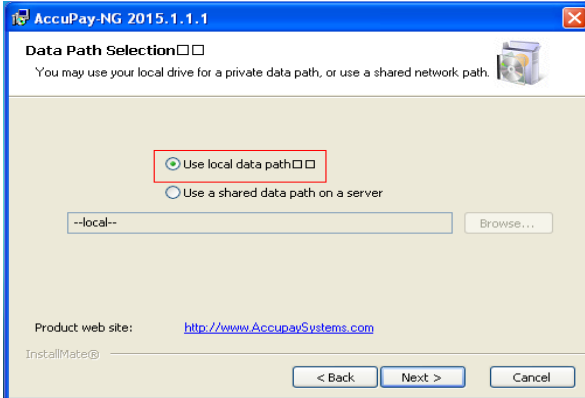 AccuPay-NG 2015.1.1.1
Data Path Selection□□
You may use your local drive for a private data path, or use a shared network path.
Use local data path□□
Use a shared data path on a server
--local--
Browse...
Product web site: http://www.AccupaySystems.com
InstallMate®
< Back Next > Cancel